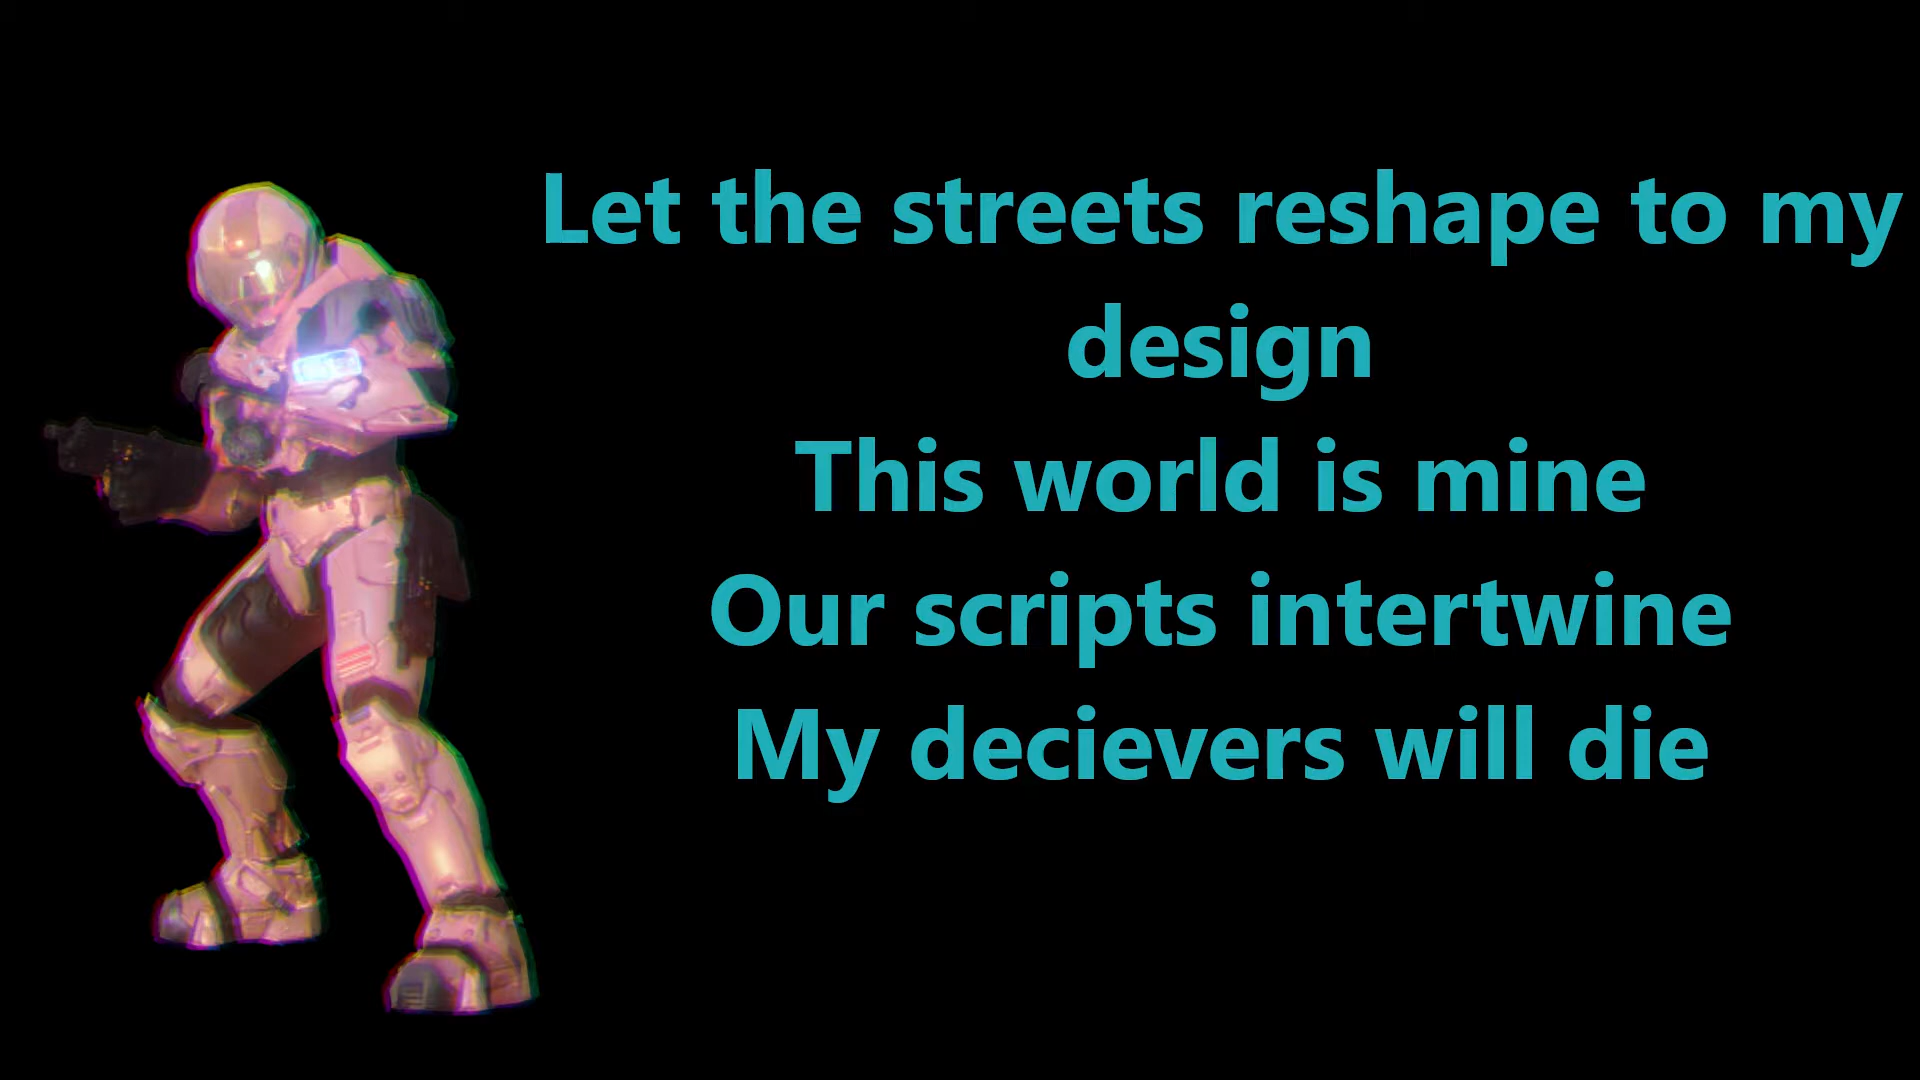 Let the streets reshape to my
design
This world is mine
Our scripts intertwine
My decievers will die